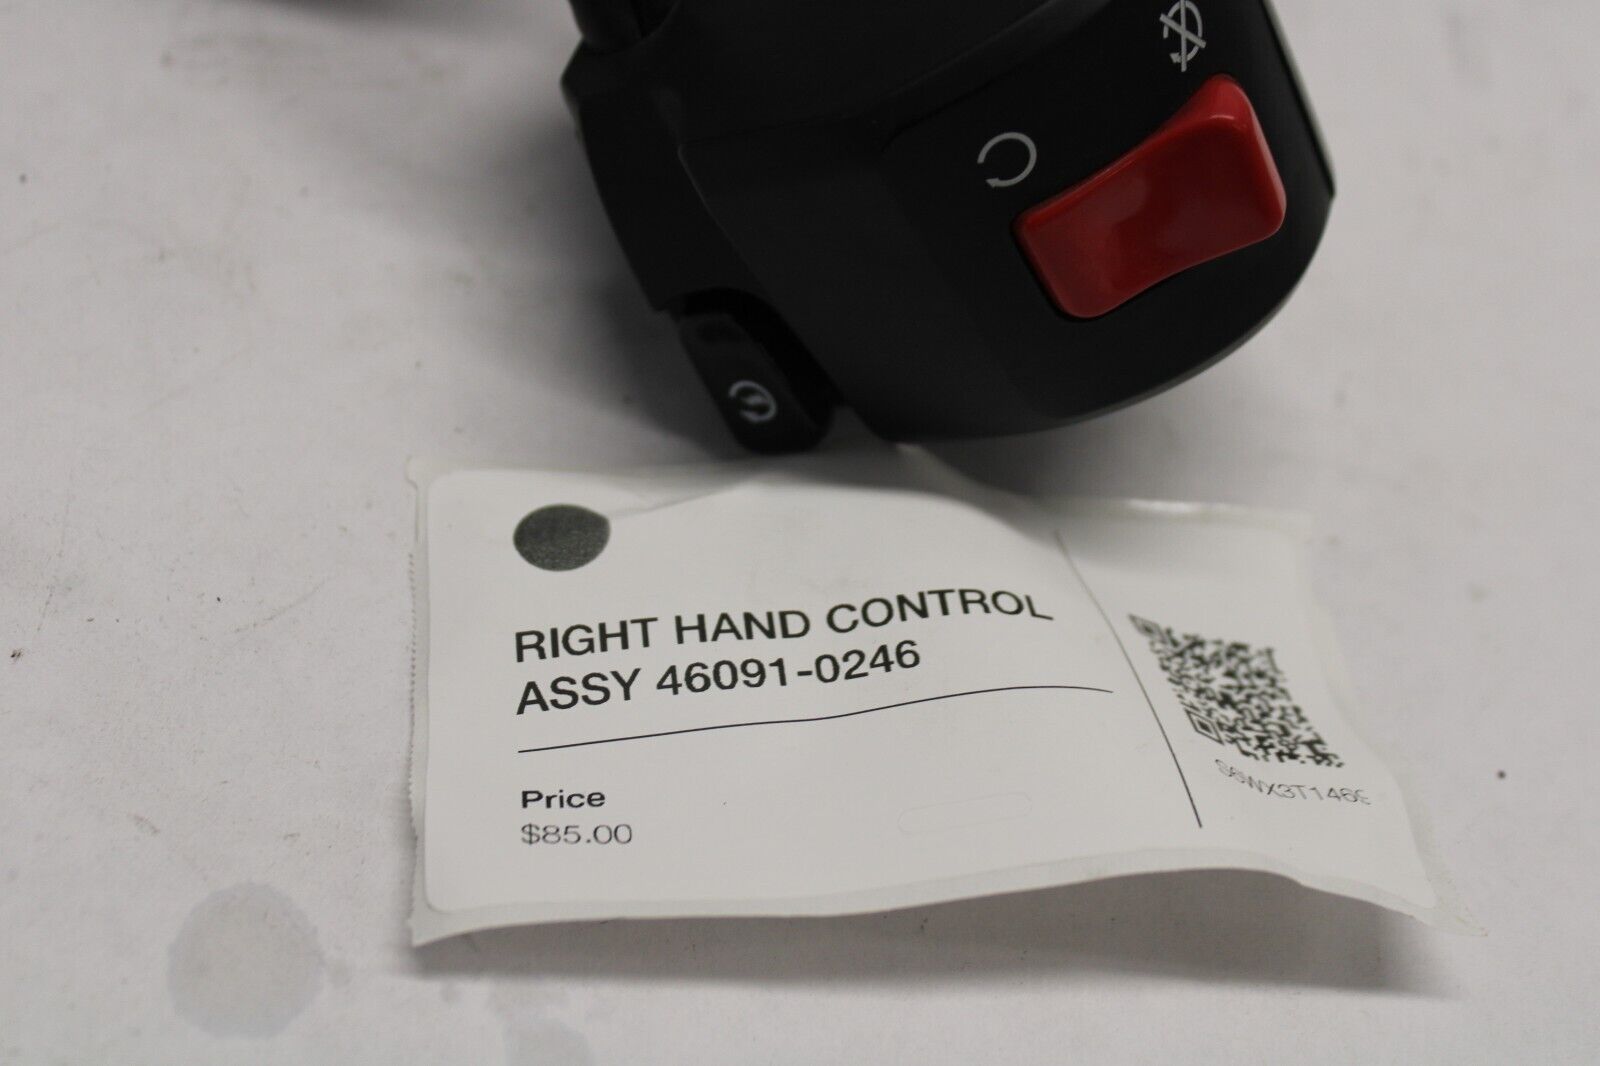 RIGHT HAND CONTROL
ASSY 46091-0246
Price
$85.00